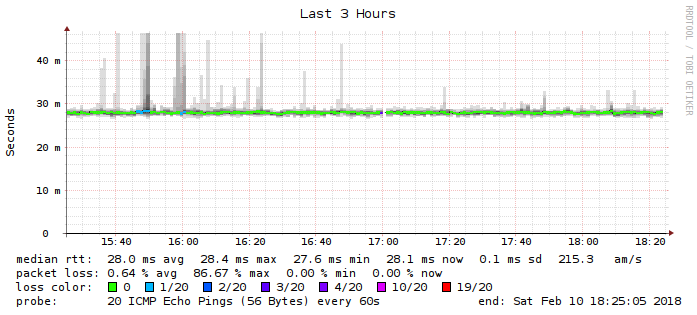 Last 3 Hours
RRDTOOL / TOBI OETIKER
Seconds
40 m
30 m
20 m
10 m
0
15:40 16:00 16:20 16:40 17:00 17:20 17:40 18:00 18:20
median rtt: 28.0 ms avg 28.4 ms max 27.6 ms min 28.1 ms now 0.1 ms sd 215.3 am/s
packet loss: 0.64 % avg 86.67 % max 0.00 % min 0.00 % now
loss color: 0 1/20 2/20 3/20 4/20 10/20 19/20
probe: 20 ICMP Echo Pings (56 Bytes) every 60s end: Sat Feb 10 18:25:05 2018